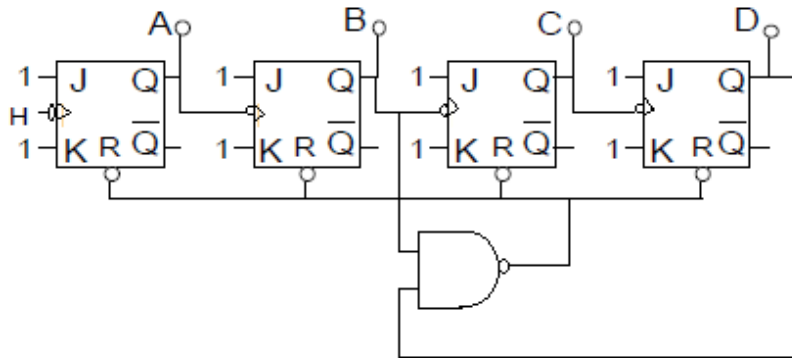 A B C D
1 J Q 1 J Q 1 J Q 1 J Q
H
1 K R Q 1 K R Q 1 K R Q 1 K R Q